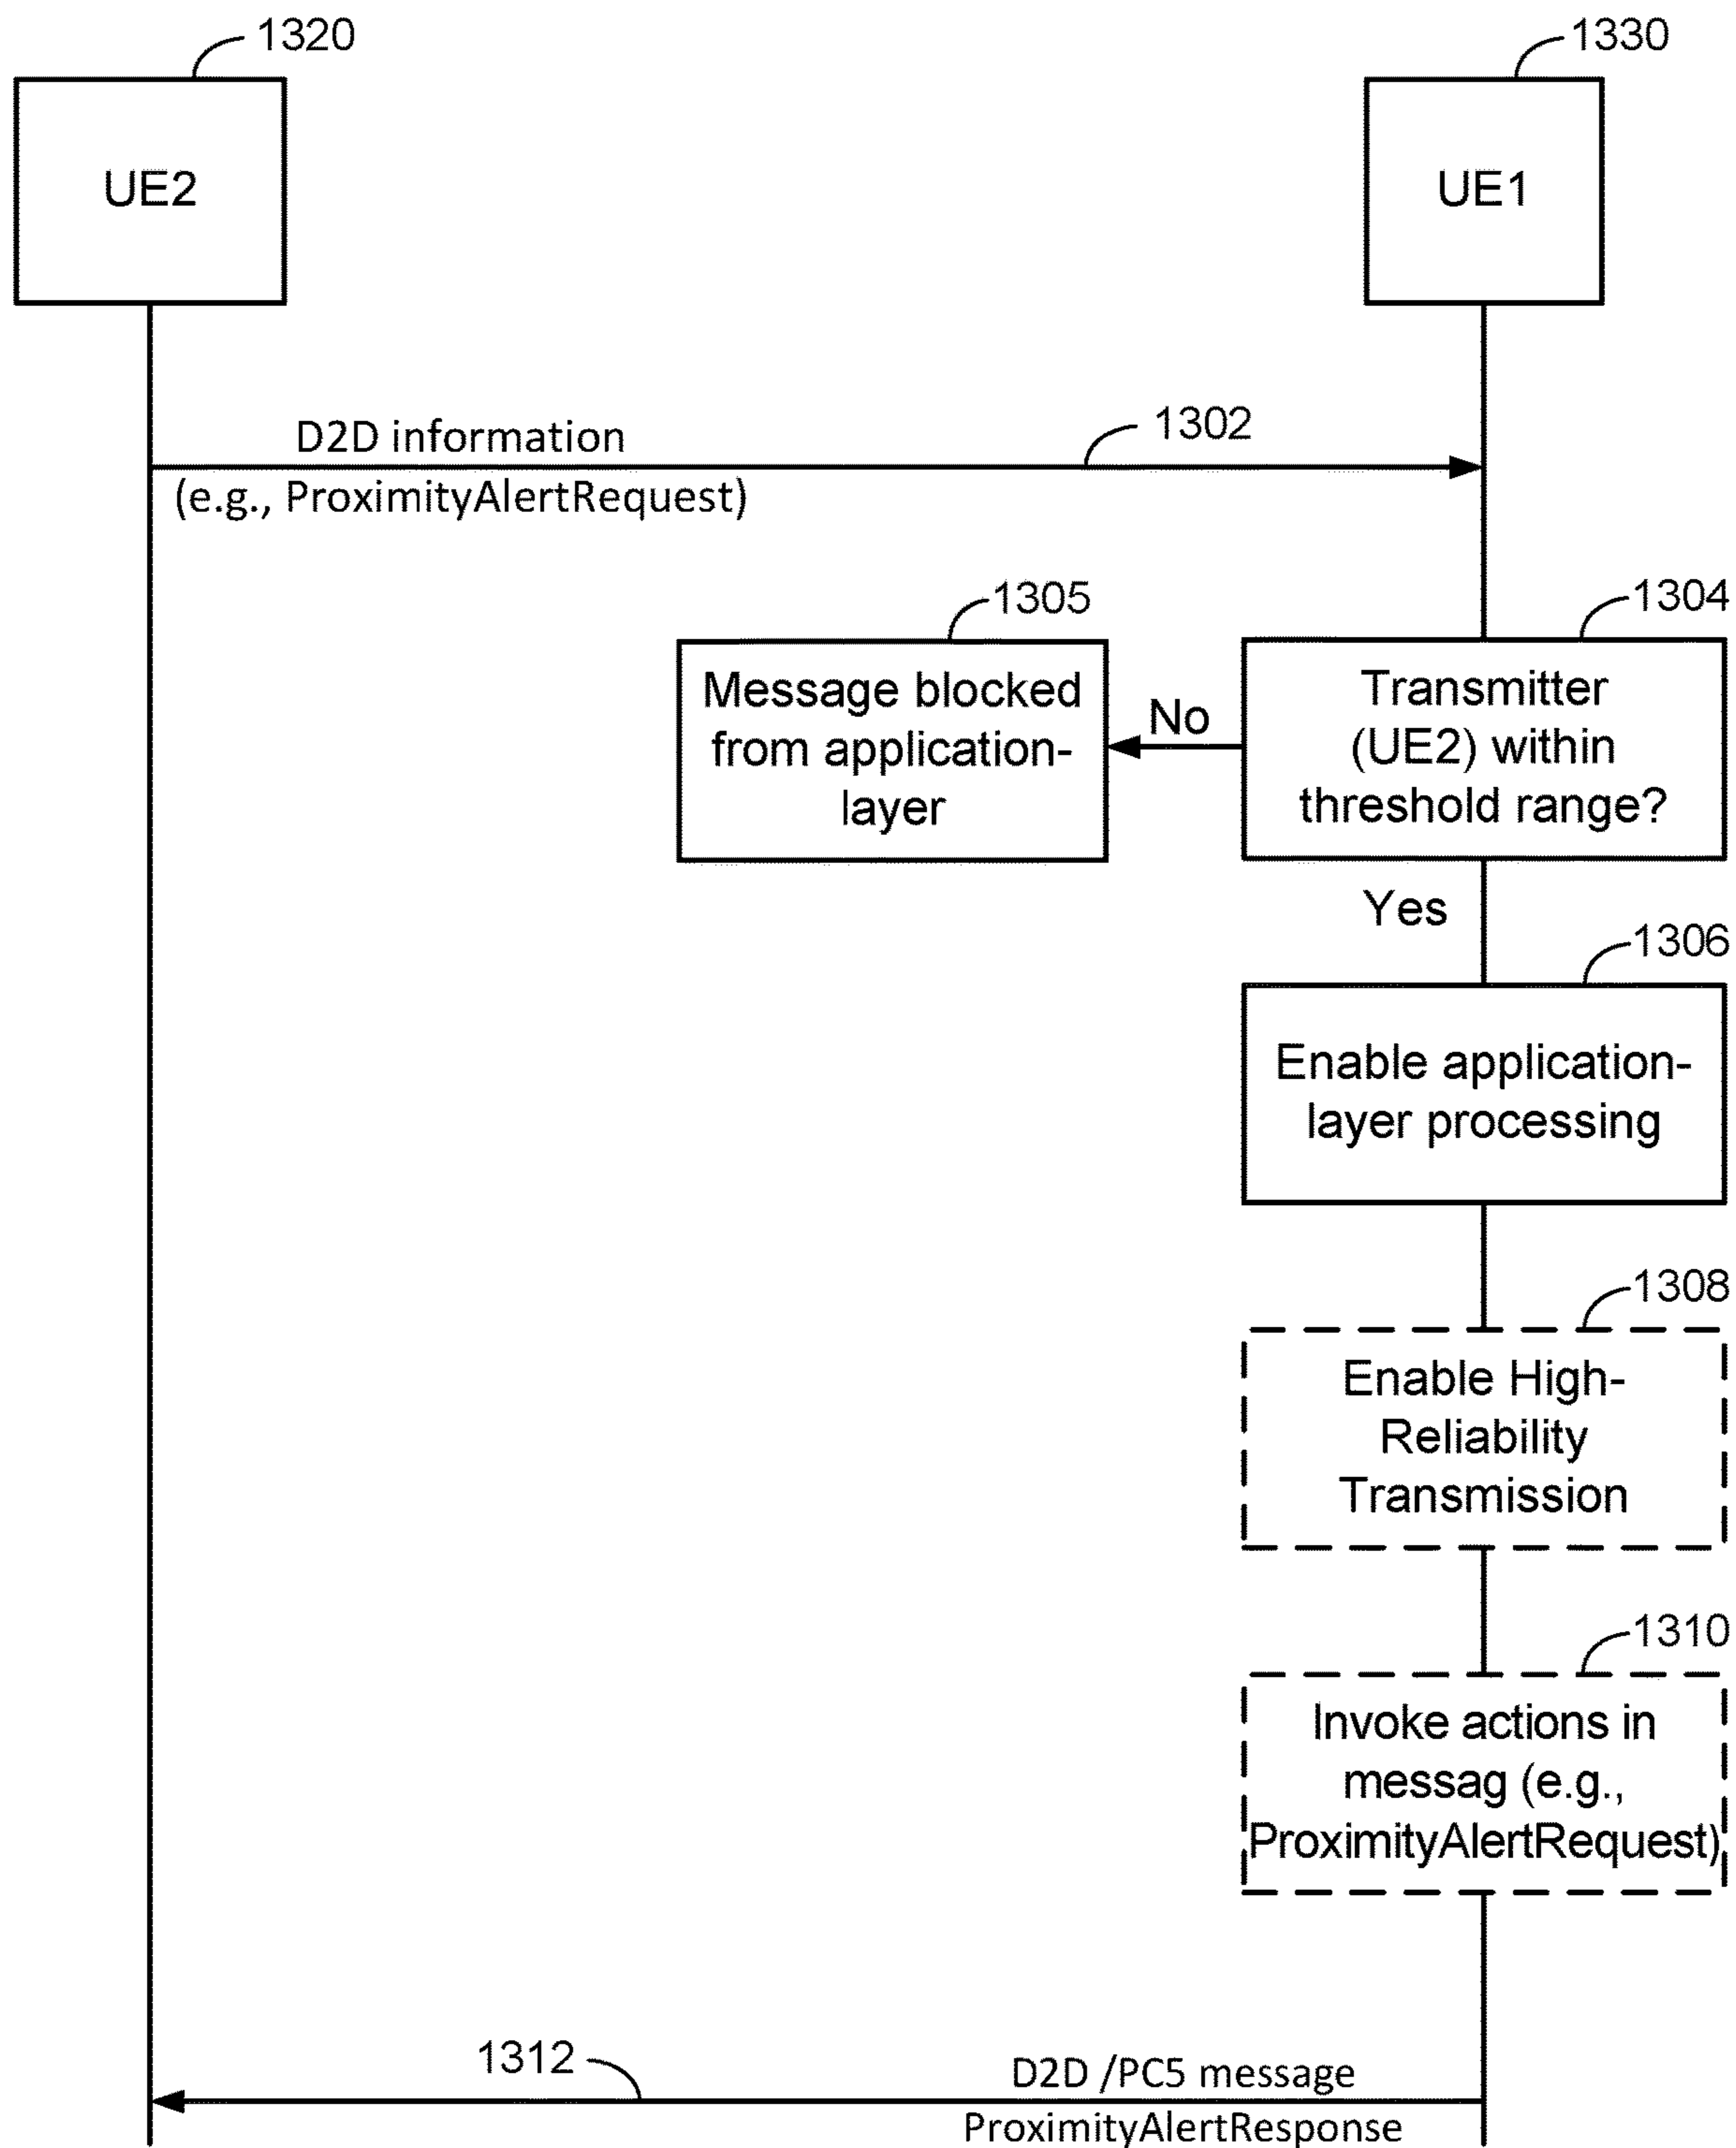 1320
1330
UE2
UE1
D2D information
1302
(e.g., ProximityAlertRequest)
1305
1304
Message blocked
from application-
layer
No
Transmitter
(UE2) within
threshold range?
Yes
1306
Enable application-
layer processing
1308
Enable High-
Reliability
Transmission
1310
Invoke actions in
messag (e.g.,
ProximityAlertRequest)
1312
D2D /PC5 message
ProximityAlertResponse